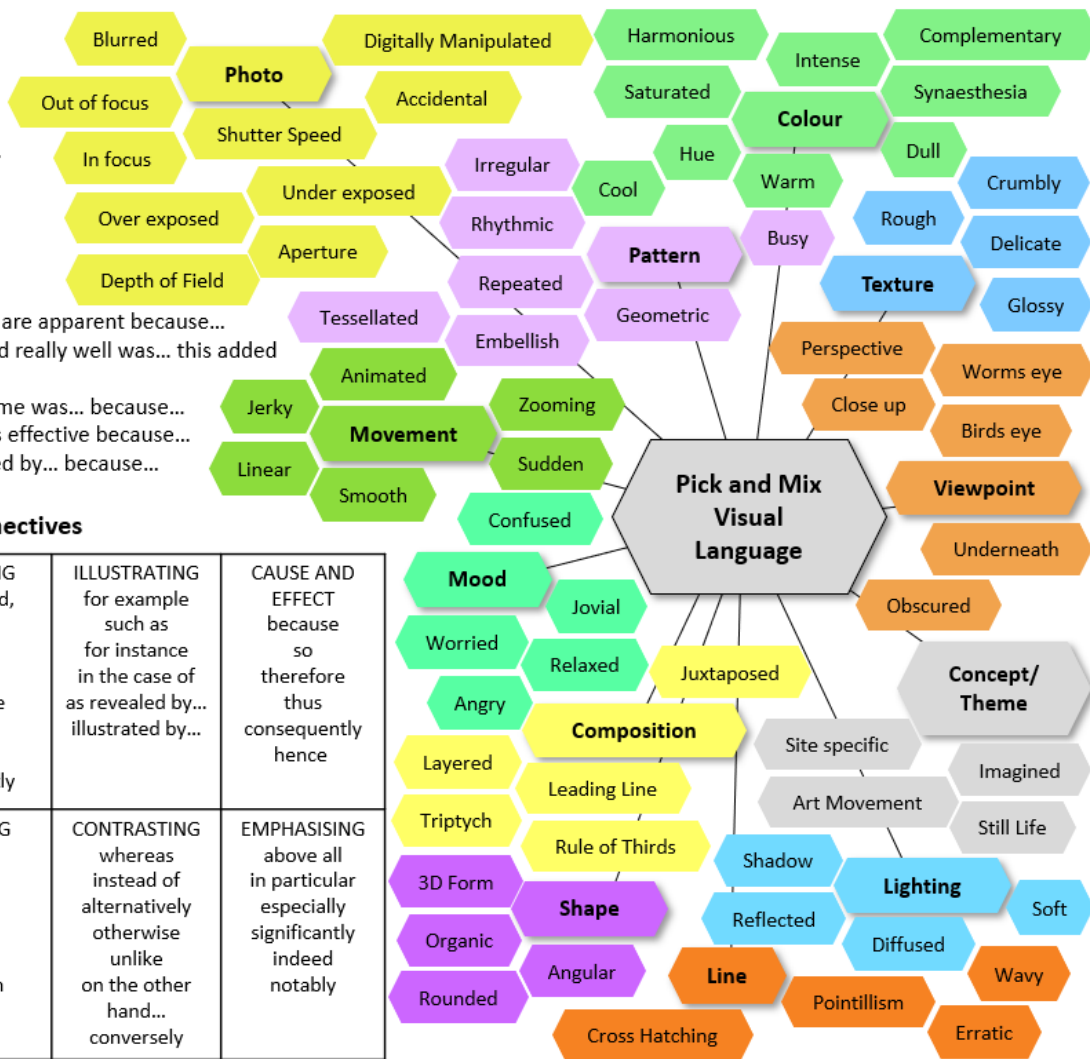 Blurred
Digitally Manipulated
Photo
Out of focus
Accidental
Shutter Speed
In focus
Under exposed
Over exposed
Aperture
Depth of Field
Harmonious
Complementary
Intense
Saturated
Synaesthesia
Colour
Hue
Dull
Cool
Warm
Irregular
Rhythmic
Busy
Pattern
Repeated
Geometric
Tessellated
Embellish
Crumbly
Rough
Delicate
Texture
Glossy
are apparent because…
really well was… this added
was… because…
effective because…
by… because…
Animated
Jerky
Zooming
Movement
Linear
Sudden
Smooth
Perspective
Worms eye
Close up
Birds eye
Viewpoint
Underneath
Obscured
Pick and Mix
Visual
Language
Confused
Mood
Jovial
Worried
Relaxed
Angry
Juxtaposed
Composition
Layered
Leading Line
Triptych
Rule of Thirds
Concept/
Theme
Site specific
Imagined
Art Movement
Still Life
3D Form
Shape
Organic
Angular
Rounded
Shadow
Lighting
Soft
Reflected
Diffused
Line
Wavy
Pointillism
Erratic
Cross Hatching
ILLUSTRATING
for example
such as
for instance
in the case of
as revealed by…
illustrated by…
CAUSE AND
EFFECT
because
so
therefore
thus
consequently
hence
CONTRASTING
whereas
instead of
alternatively
otherwise
unlike
on the other
hand…
conversely
EMPHASISING
above all
in particular
especially
significantly
indeed
notably